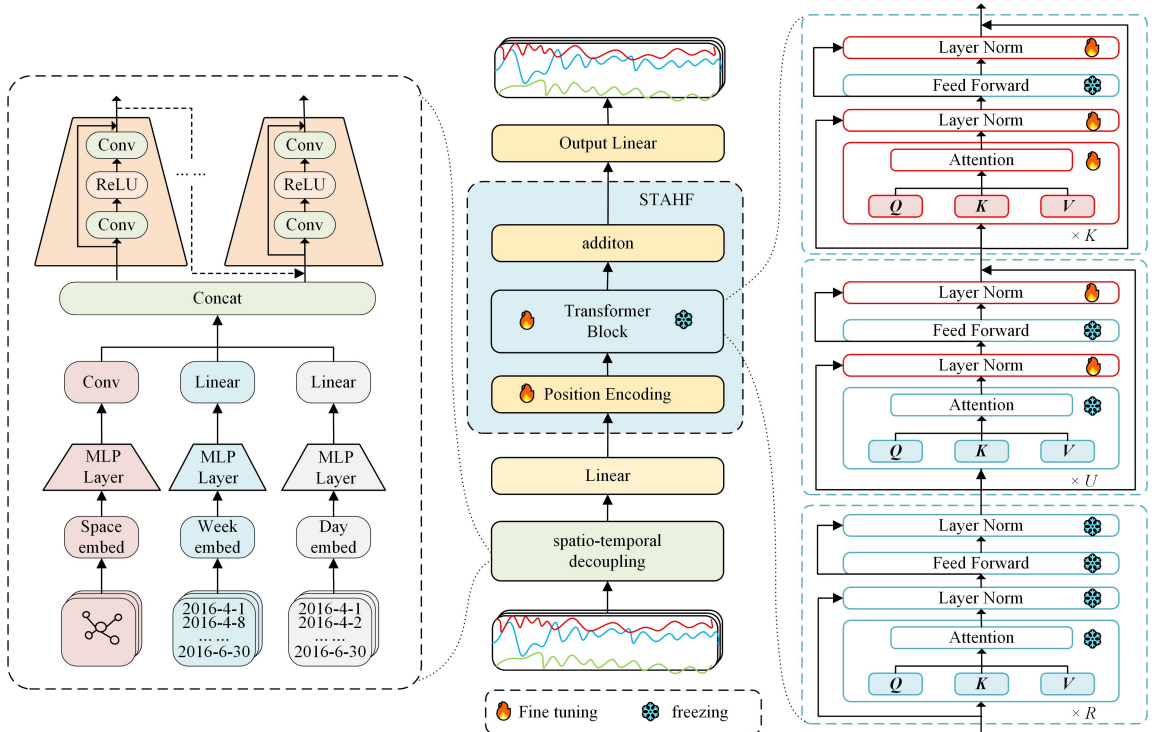 Conv
ReLU
Conv
... ...
Conv
ReLU
Conv
Concat
Conv
Linear
Linear
MLP
Layer
MLP
Layer
MLP
Layer
Space
embed
Week
embed
Day
embed
2016-4-1
2016-4-8
... ...
2016-6-30
2016-4-1
2016-4-2
... ...
2016-6-30
Output Linear
STAHF
additon
Transformer
Block
Position Encoding
Linear
spatio-temporal
decoupling
Fine tuning
freezing
Layer Norm
Feed Forward
Layer Norm
Attention
Q K V
× K
Layer Norm
Feed Forward
Layer Norm
Attention
Q K V
× U
Layer Norm
Feed Forward
Layer Norm
Attention
Q K V
× R